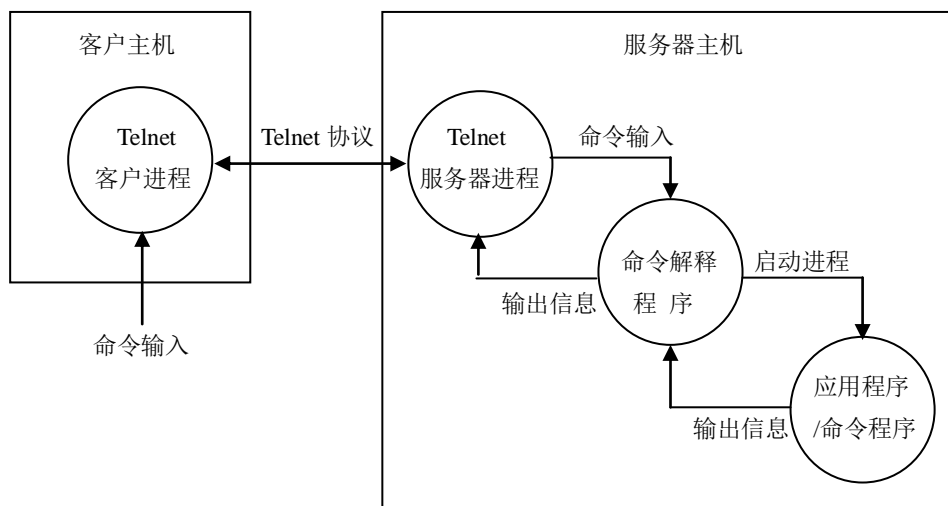 客户主机
服务器主机
Telnet
客户进程
Telnet 协议
Telnet
服务器进程
命令输入
命令解释
程 序
启动进程
输出信息
命令输入
应用程序
/命令程序
输出信息